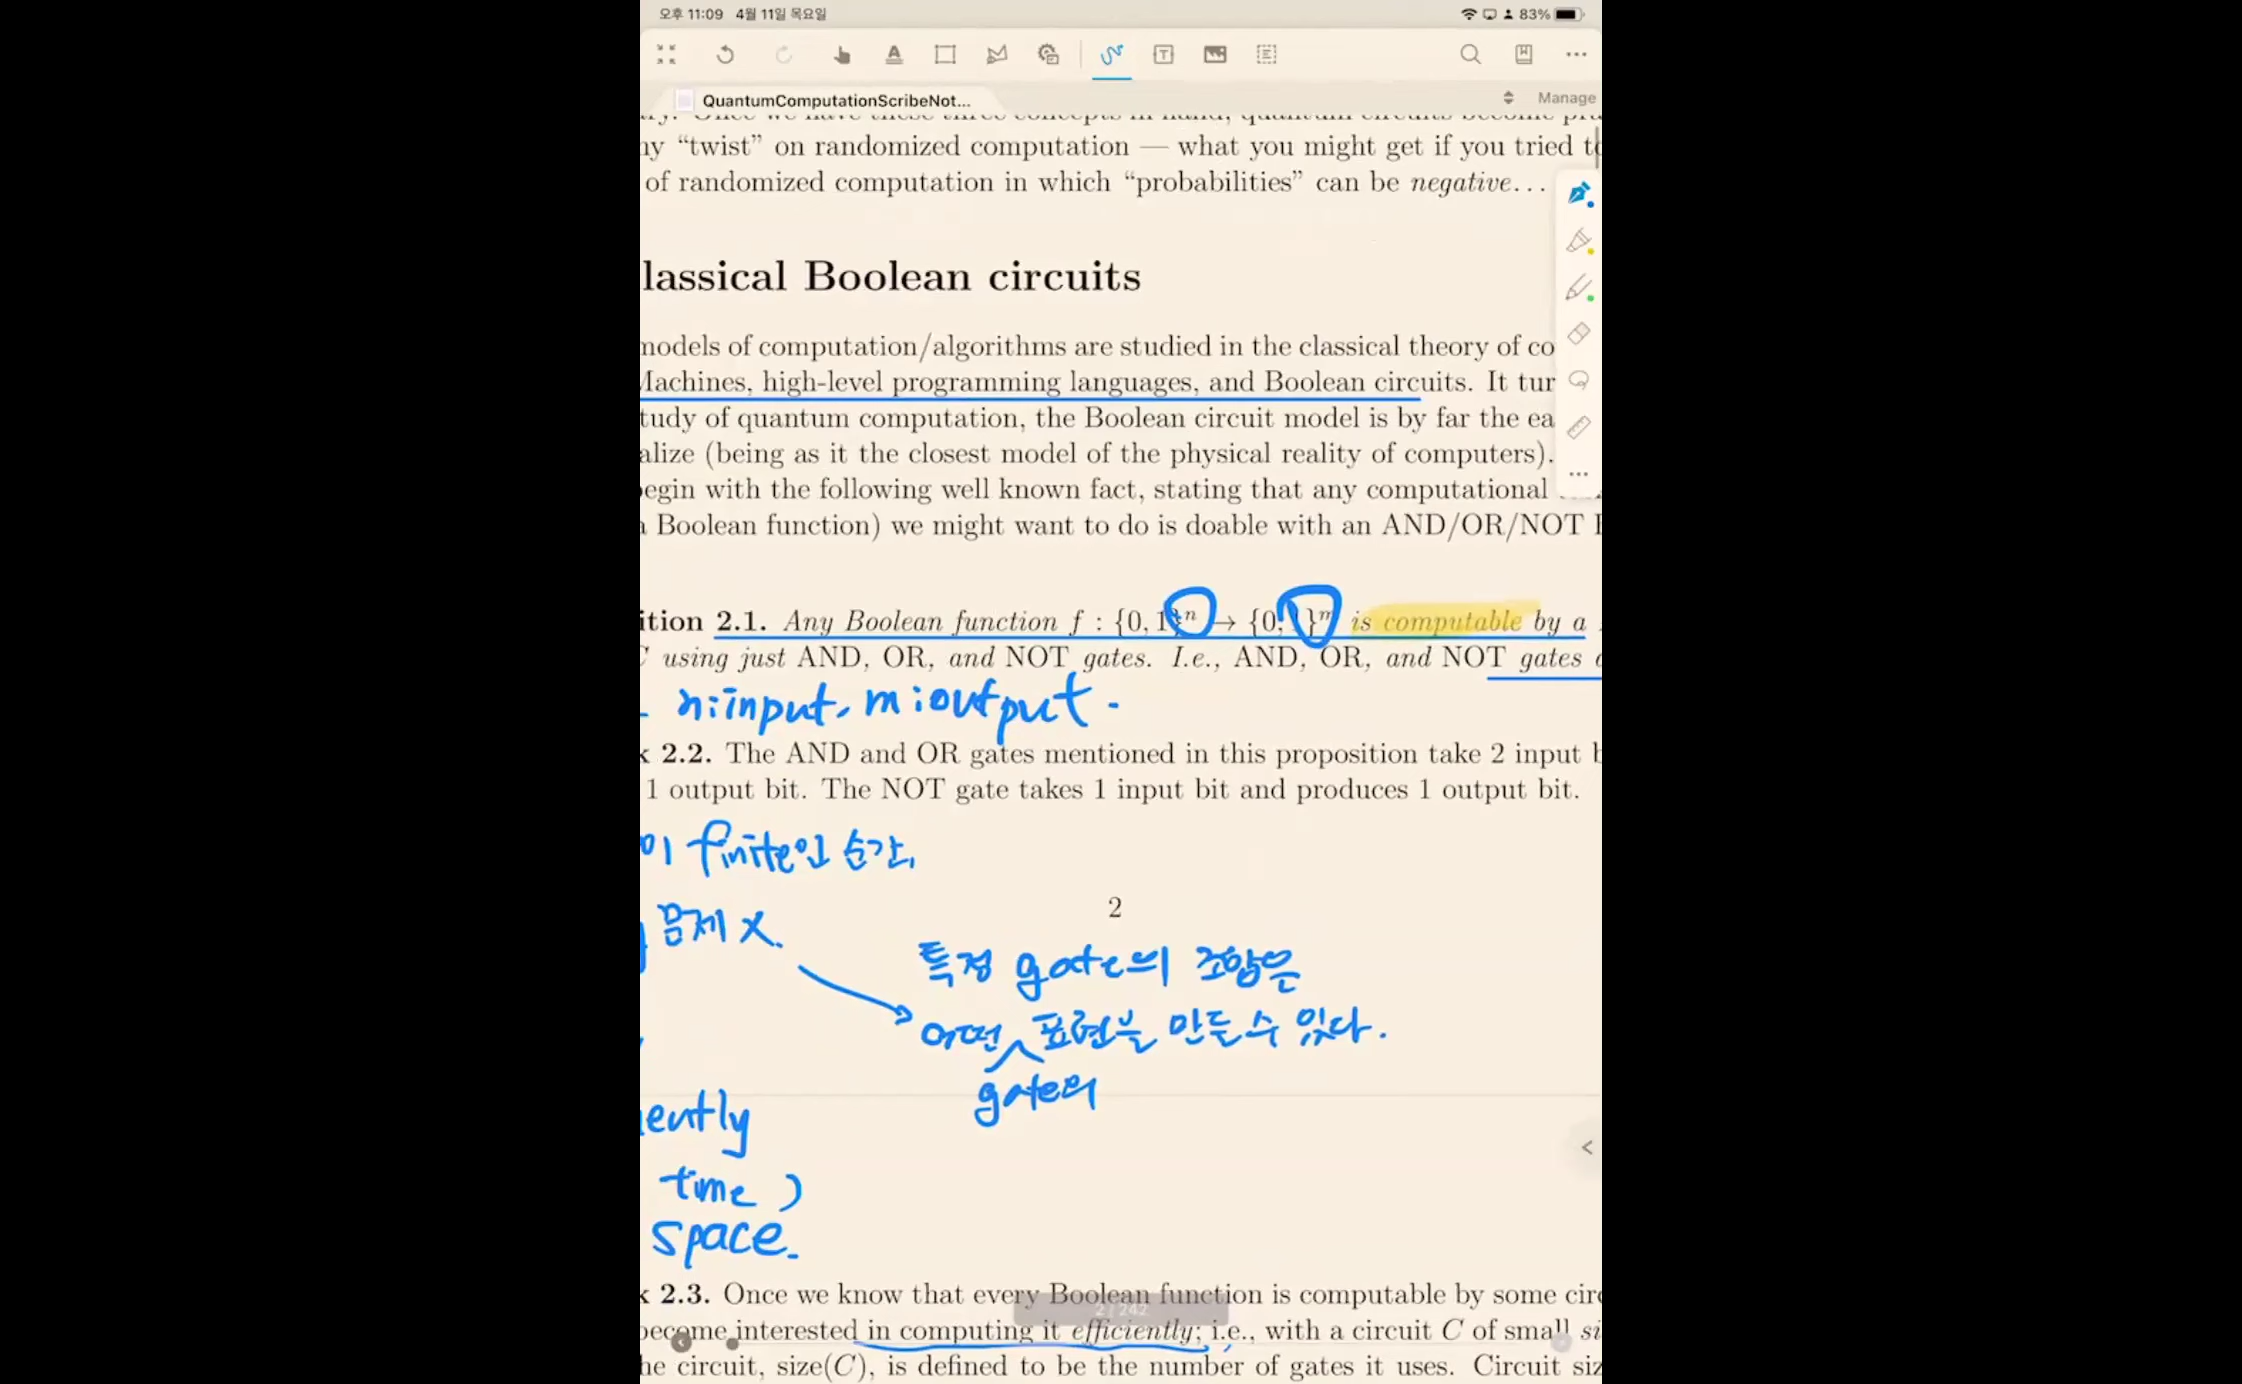 오후 11:09 4월 11일 목요일
83%
QuantumComputationScribeNot...
Manage
"twist" on randomized computation — what you might get if you tried
of randomized computation in which "probabilities" can be negative...
lassical Boolean circuits
models of computation/algorithms are studied in the classical theory of co
Machines, high-level programming languages, and Boolean circuits. It tur
tudy of quantum computation, the Boolean circuit model is by far the ea
alize (being as it the closest model of the physical reality of computers).
egin with the following well known fact, stating that any computational
Boolean function) we might want to do is doable with an AND/OR/NOT
ition 2.1. Any Boolean function f : {0, 1}ⁿ → {0, 1}ᵐ is computable by a
C using just AND, OR, and NOT gates. I.e., AND, OR, and NOT gates
n: input, m: output.
k 2.2. The AND and OR gates mentioned in this proposition take 2 input
1 output bit. The NOT gate takes 1 input bit and produces 1 output bit.
이 finite인 순간,
문제 X.
2
특정 gate의 조합은
어떤 표현을 만들 수 있다.
gate의
ently
time )
space.
k 2.3. Once we know that every Boolean function is computable by some circ
become interested in computing it efficiently; i.e., with a circuit C of small si
he circuit, size(C), is defined to be the number of gates it uses. Circuit siz
2 / 242